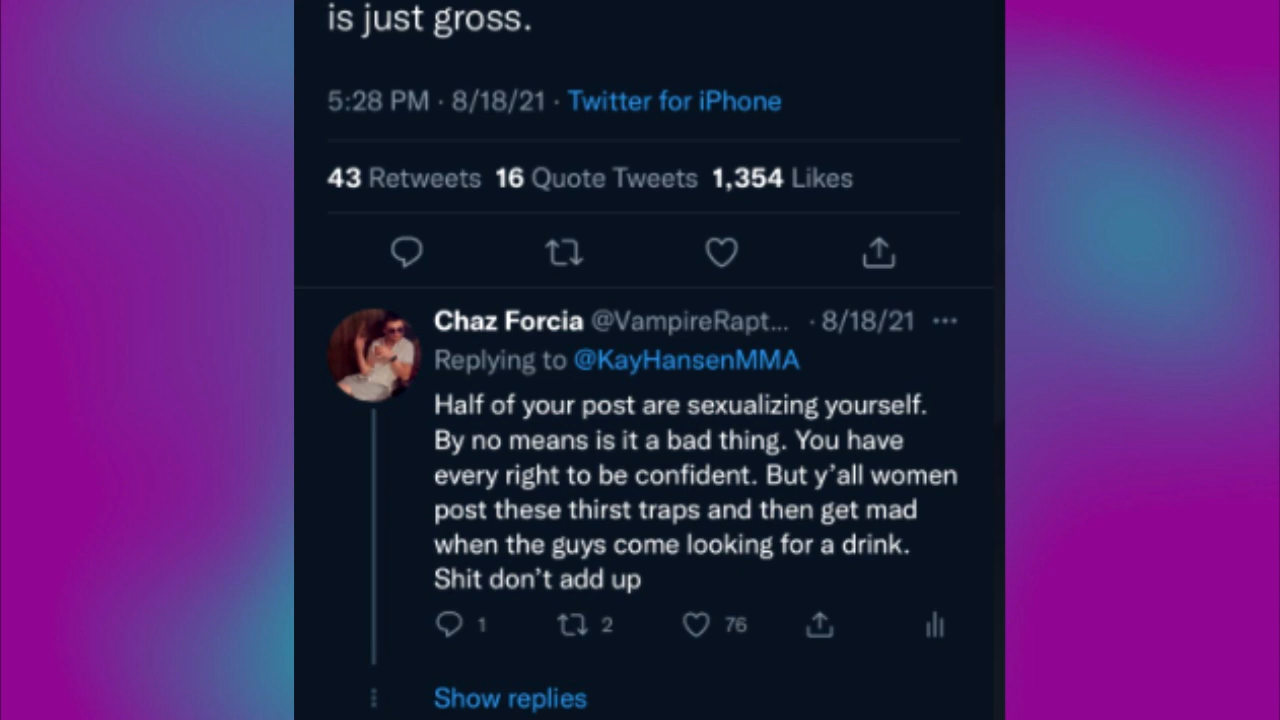 is just gross.
5:28 PM · 8/18/21 · Twitter for iPhone
43 Retweets 16 Quote Tweets 1,354 Likes
Chaz Forcia @VampireRapt... · 8/18/21
Replying to @KayHansenMMA
Half of your post are sexualizing yourself.
By no means is it a bad thing. You have
every right to be confident. But y'all women
post these thirst traps and then get mad
when the guys come looking for a drink.
Shit don't add up
1 2 76
Show replies